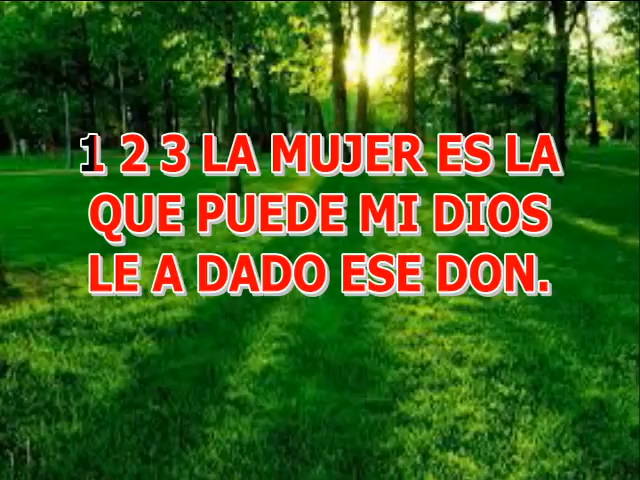 1 2 3 LA MUJER ES LA
QUE PUEDE MI DIOS
LE A DADO ESE DON.